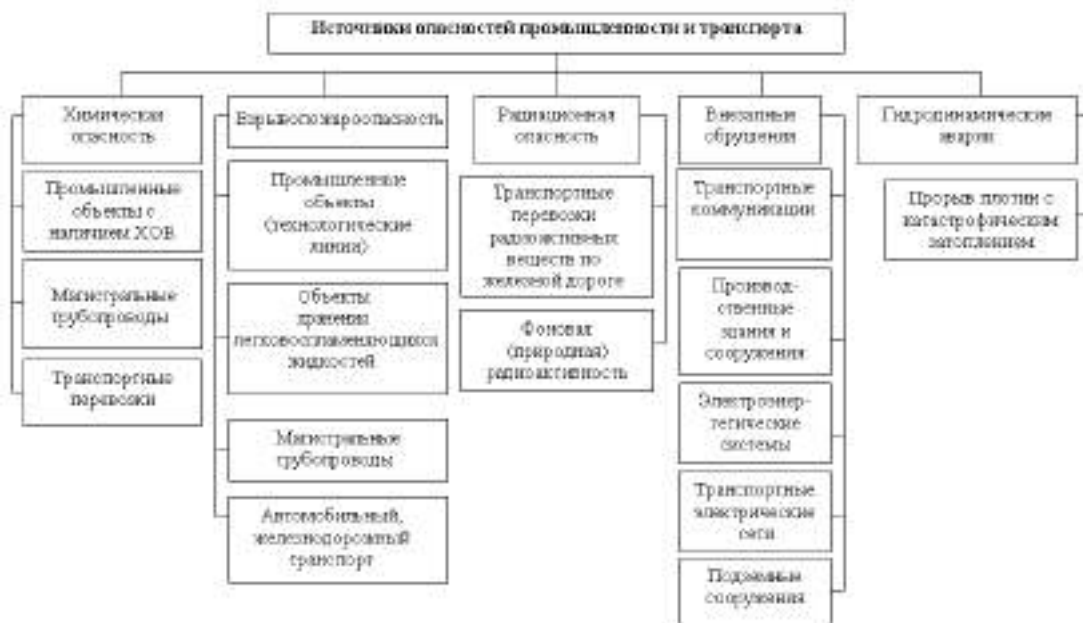 Источники опасностей промышленности и транспорта
Химическая
опасность
Промышленные
объекты с
наличием ХОВ
Магистральные
трубопроводы
Транспортные
перевозки
Взрывопожароопасность
Промышленные
объекты
(технологические
линии)
Объекты
хранения
легковоспламеняющихся
жидкостей
Магистральные
трубопроводы
Автомобильный,
железнодорожный
транспорт
Радиационная
опасность
Транспортные
перевозки
радиоактивных
веществ по
железной дороге
Фоновая
(природная)
радиоактивность
Внезапные
обрушения
Транспортные
коммуникации
Производ-
ственные
здания и
сооружения
Электроэнер-
гетические
системы
Транспортные
электрические
сети
Подземные
сооружения
Гидродинамические
аварии
Прорыв плотин с
катастрофическим
затоплением